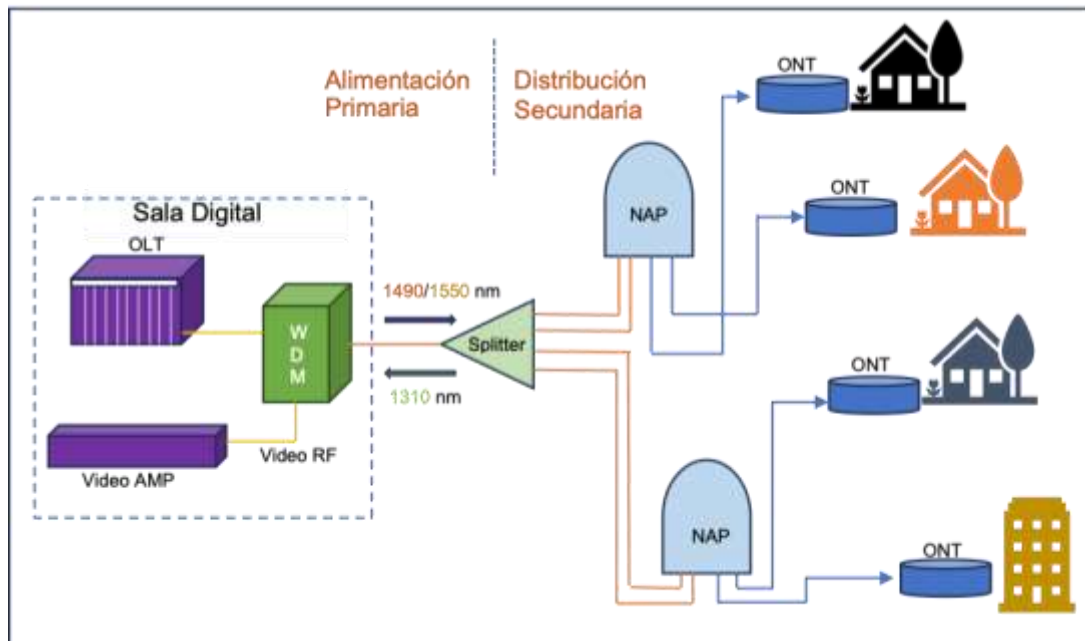 Alimentación
Primaria
Distribución
Secundaria
ONT
NAP
ONT
Sala Digital
OLT
WDM
1490/1550 nm
Splitter
1310 nm
Video RF
Video AMP
ONT
NAP
ONT